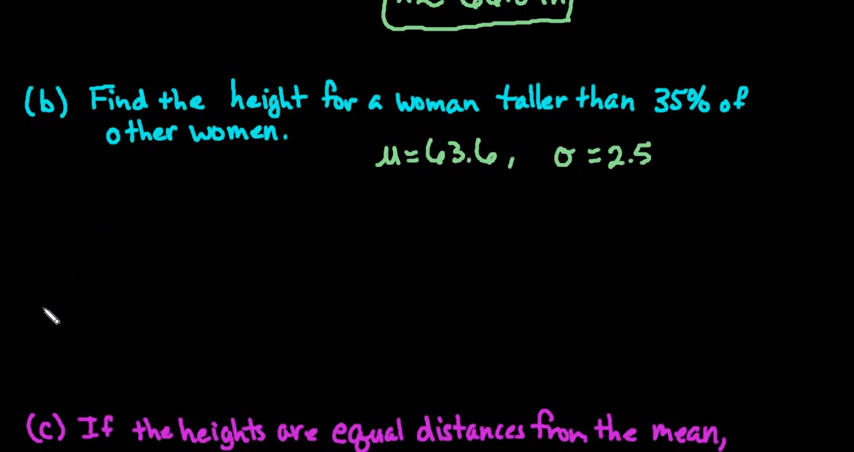 (b) Find the height for a woman taller than 35% of
other women.
μ=63.6, σ=2.5
(c) If the heights are equal distances from the mean,